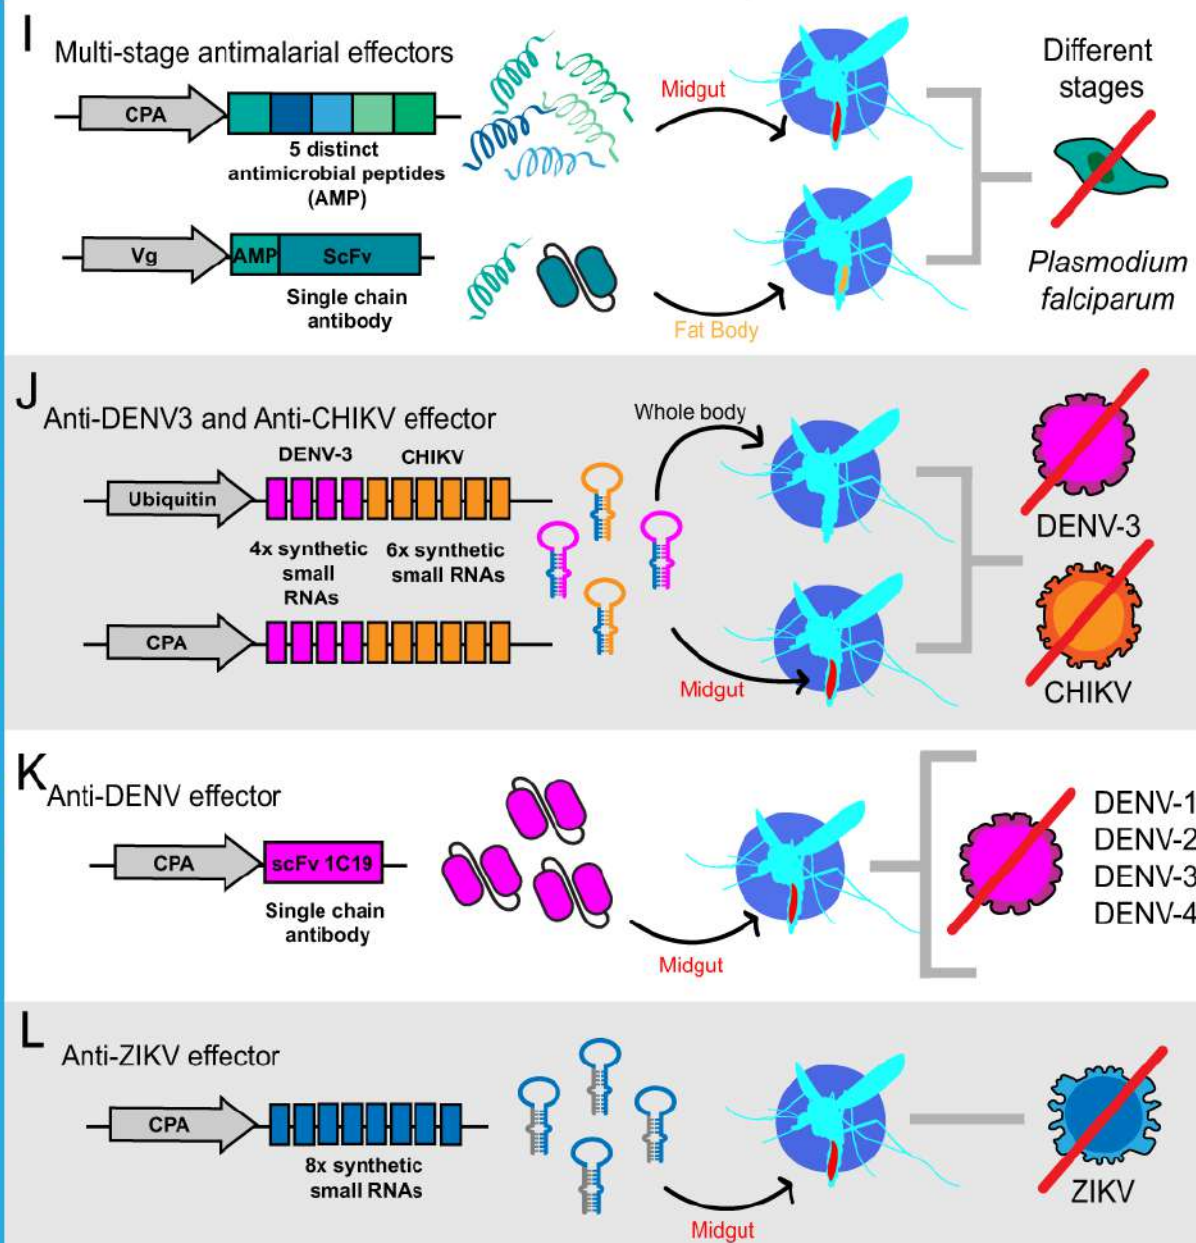 I
Multi-stage antimalarial effectors
CPA
5 distinct
antimicrobial peptides
(AMP)
Midgut
Different
stages
Vg
AMP
ScFv
Single chain
antibody
Fat Body
Plasmodium
falciparum
J
Anti-DENV3 and Anti-CHIKV effector
DENV-3
CHIKV
Ubiquitin
4x synthetic
small
RNAs
6x synthetic
small RNAs
CPA
Whole body
Midgut
DENV-3
CHIKV
K
Anti-DENV effector
CPA
scFv 1C19
Single chain
antibody
Midgut
DENV-1
DENV-2
DENV-3
DENV-4
L
Anti-ZIKV effector
CPA
8x synthetic
small RNAs
Midgut
ZIKV